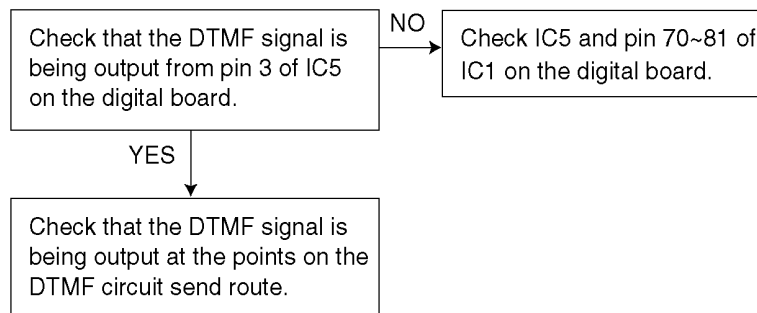 Check that the DTMF signal is
being output from pin 3 of IC5
on the digital board.
NO
Check IC5 and pin 70~81 of
IC1 on the digital board.
YES
Check that the DTMF signal is
being output at the points on the
DTMF circuit send route.